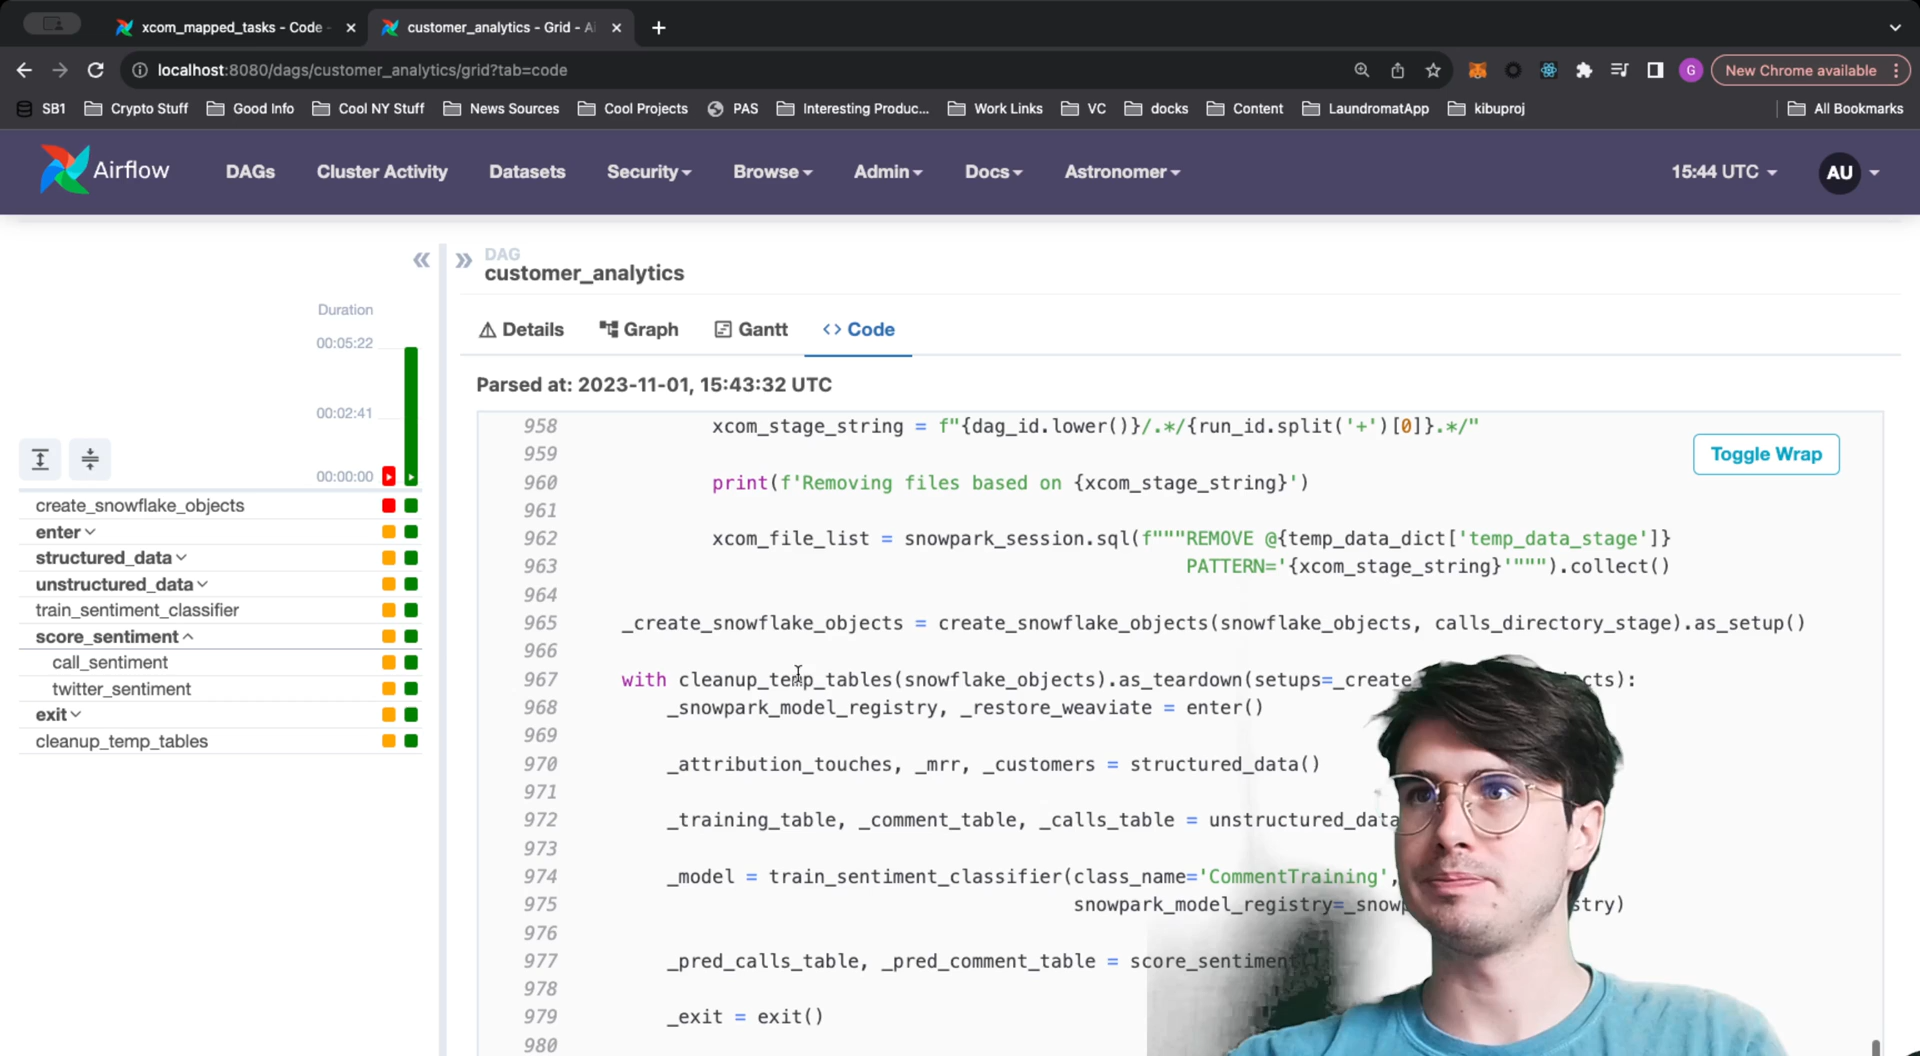 xcom_mapped_tasks - Code -
customer_analytics - Grid - Ai
localhost:8080/dags/customer_analytics/grid?tab=code
G
New Chrome available
SB1
Crypto Stuff
Good Info
Cool NY Stuff
News Sources
Cool Projects
PAS
Interesting Produc...
Work Links
VC
docks
Content
LaundromatApp
kibuproj
All Bookmarks
Airflow
DAGs
Cluster Activity
Datasets
Security
Browse
Admin
Docs
Astronomer
15:44 UTC
AU
Duration
00:05:22
00:02:41
00:00:00
create_snowflake_objects
enter
structured_data
unstructured_data
train_sentiment_classifier
score_sentiment
call_sentiment
twitter_sentiment
exit
cleanup_temp_tables
DAG
customer_analytics
Details
Graph
Gantt
<> Code
Parsed at: 2023-11-01, 15:43:32 UTC
Toggle Wrap
958 xcom_stage_string = f"{dag_id.lower()}/.*/{run_id.split('+')[0]}.*/"
959
960 print(f'Removing files based on {xcom_stage_string}')
961
962 xcom_file_list = snowpark_session.sql(f"""REMOVE @{temp_data_dict['temp_data_stage']}
963 PATTERN='{xcom_stage_string}'""").collect()
964
965 _create_snowflake_objects = create_snowflake_objects(snowflake_objects, calls_directory_stage).as_setup()
966
967 with cleanup_temp_tables(snowflake_objects).as_teardown(setups=_create
968 _snowpark_model_registry, _restore_weaviate = enter()
969
970 _attribution_touches, _mrr, _customers = structured_data()
971
972 _training_table, _comment_table, _calls_table = unstructured_data
973
974 _model = train_sentiment_classifier(class_name='CommentTraining',
975 snowpark_model_registry=_snowp stry)
976
977 _pred_calls_table, _pred_comment_table = score_sentiment
978
979 _exit = exit()
980